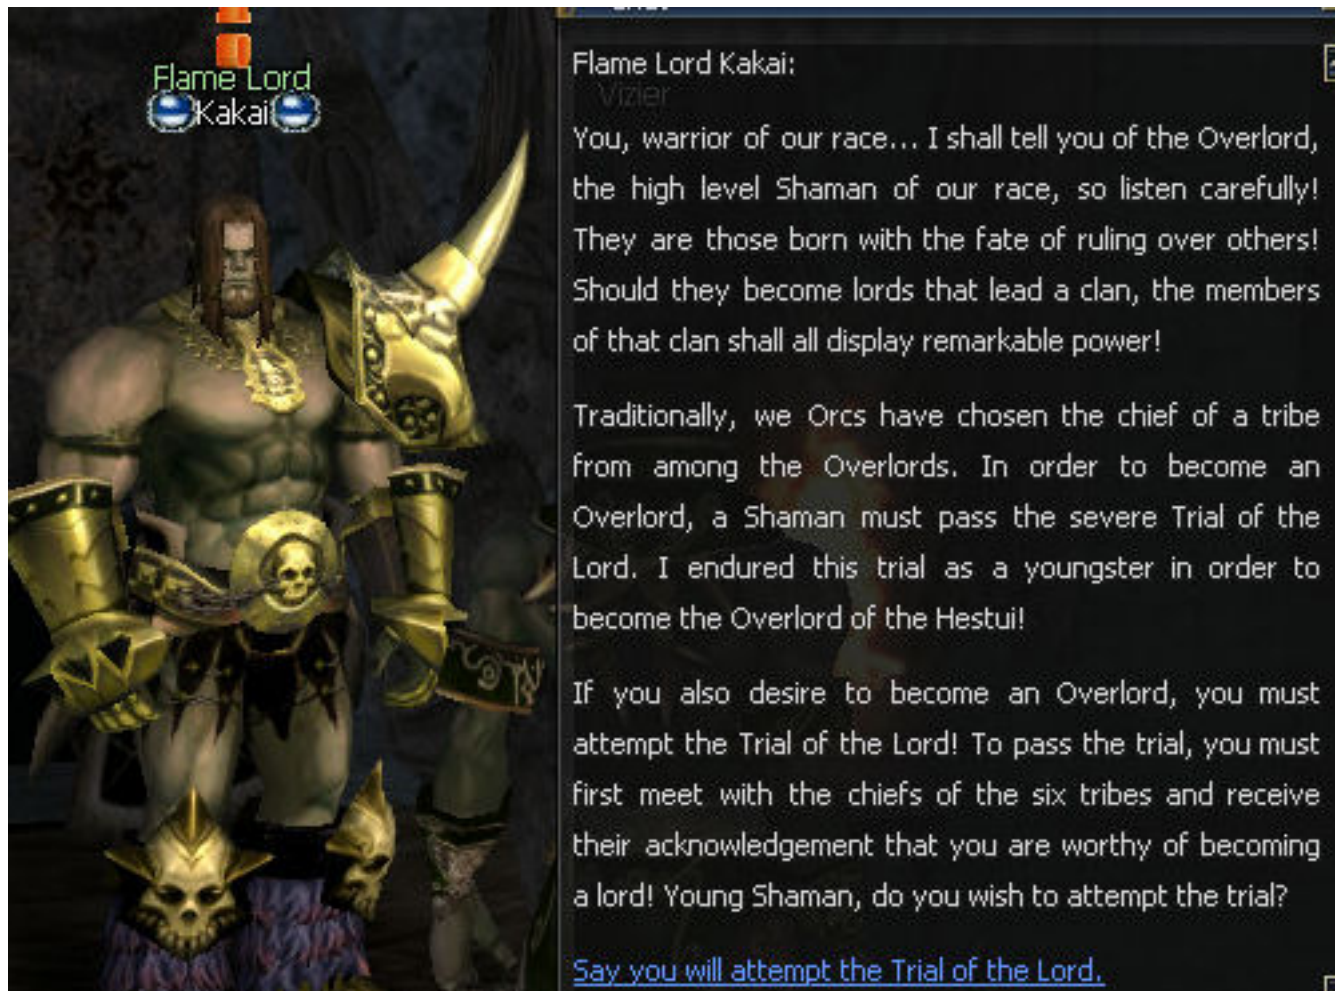 Flame Lord
Kakai
Flame Lord Kakai:
Vizier
You, warrior of our race... I shall tell you of the Overlord,
the high level Shaman of our race, so listen carefully!
They are those born with the fate of ruling over others!
Should they become lords that lead a clan, the members
of that clan shall all display remarkable power!
Traditionally, we Orcs have chosen the chief of a tribe
from among the Overlords. In order to become an
Overlord, a Shaman must pass the severe Trial of the
Lord. I endured this trial as a youngster in order to
become the Overlord of the Hestui!
If you also desire to become an Overlord, you must
attempt the Trial of the Lord! To pass the trial, you must
first meet with the chiefs of the six tribes and receive
their acknowledgement that you are worthy of becoming
a lord! Young Shaman, do you wish to attempt the trial?
Say you will attempt the Trial of the Lord.